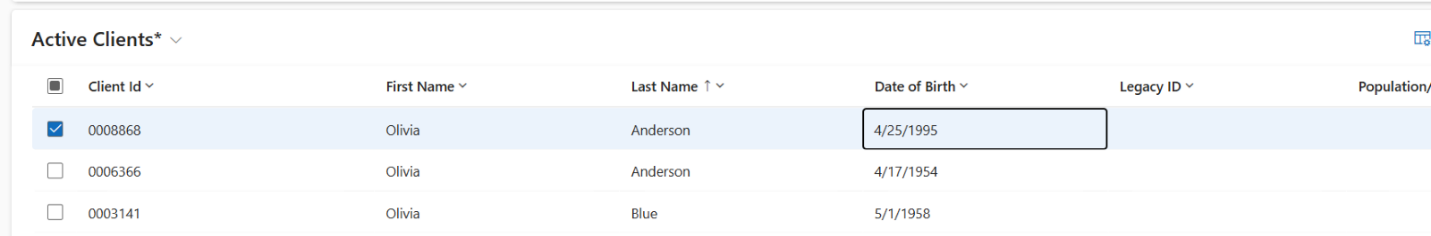 Active Clients*
Client Id First Name Last Name ↑ Date of Birth Legacy ID Population/
0008868 Olivia Anderson 4/25/1995
0006366 Olivia Anderson 4/17/1954
0003141 Olivia Blue 5/1/1958